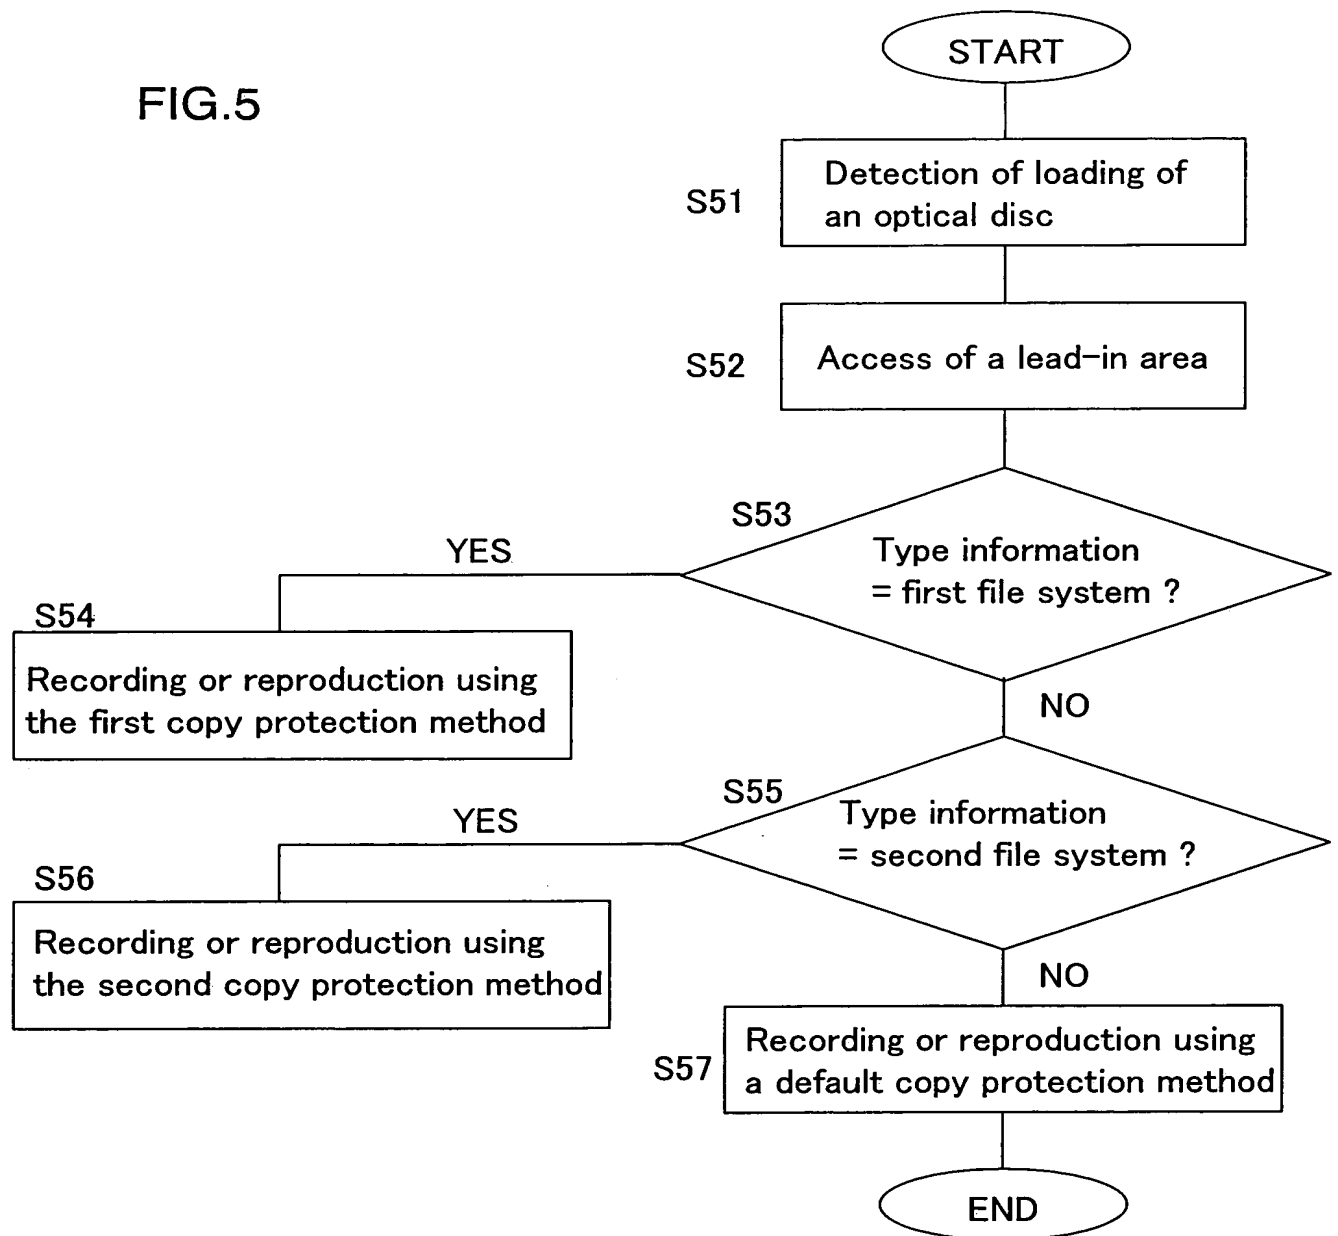 START
FIG.5
Detection of loading of
an optical disc
S51
Access of a lead-in area
S52
S53
Type information
= first file system ?
YES
S54
Recording or reproduction using
the first copy protection method
NO
S55
Type information
= second file system ?
YES
S56
Recording or reproduction using
the second copy protection method
NO
S57
Recording or reproduction using
a default copy protection method
END